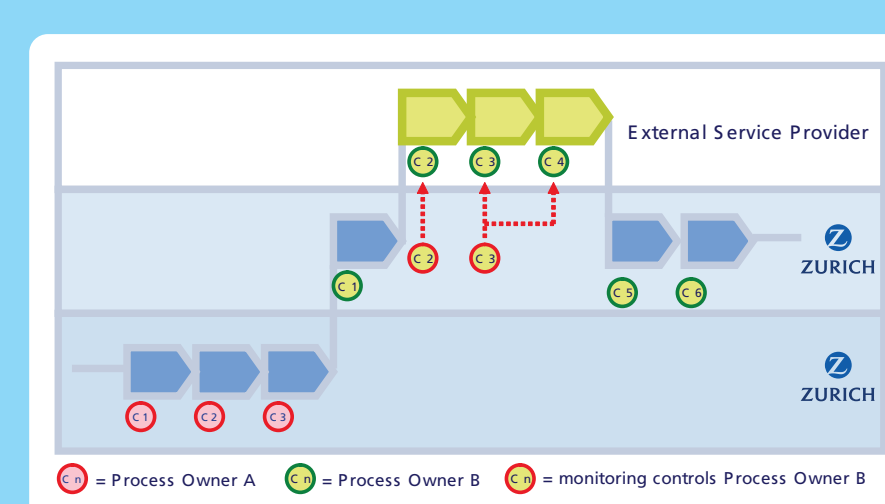 External Service Provider
C 2 C 3 C 4
Z
ZURICH
C 2 C 3
C 1 C 5 C 6
Z
ZURICH
C 1 C 2 C 3
C n = Process Owner A C n = Process Owner B C n = monitoring controls Process Owner B